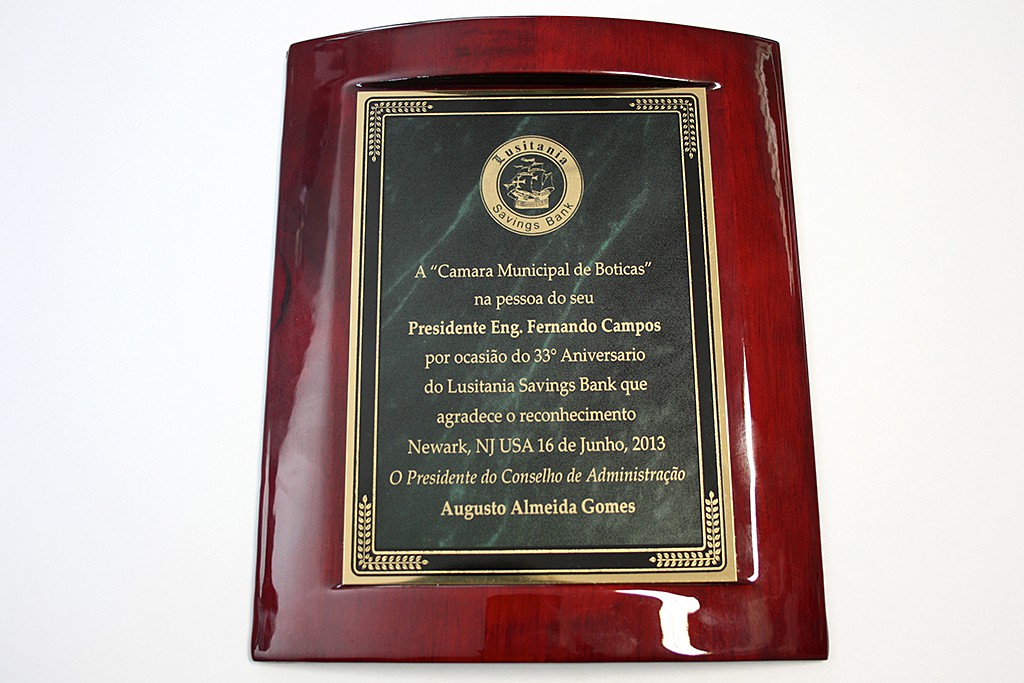 Lusitania
Savings Bank
A “Camara Municipal de Boticas”
na pessoa do seu
Presidente Eng. Fernando Campos
por ocasião do 33° Aniversario
do Lusitania Savings Bank que
agradece o reconhecimento
Newark, NJ USA 16 de Junho, 2013
O Presidente do Conselho de Administração
Augusto Almeida Gomes